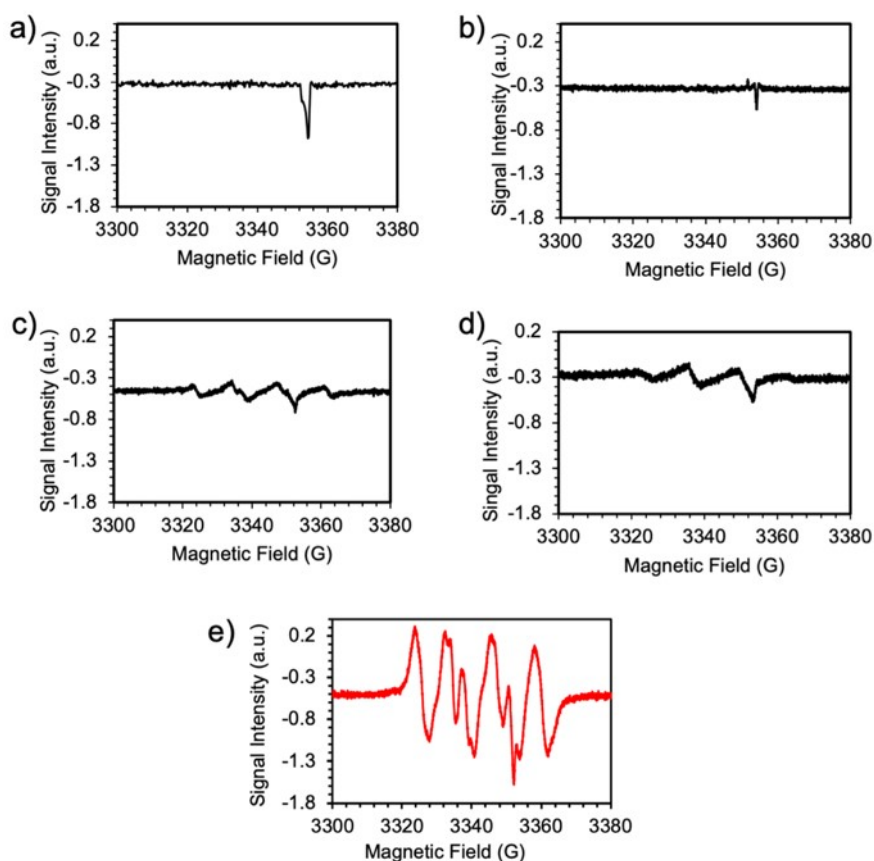 a)
Signal Intensity (a.u.)
0.2
-0.3
-0.8
-1.3
-1.8
3300 3320 3340 3360 3380
Magnetic Field (G)
b)
Signal Intensity (a.u.)
0.2
-0.3
-0.8
-1.3
-1.8
3300 3320 3340 3360 3380
Magnetic Field (G)
c)
Signal Intensity (a.u.)
0.2
-0.3
-0.8
-1.3
-1.8
3300 3320 3340 3360 3380
Magnetic Field (G)
d)
Singal Intensity (a.u.)
0.2
-0.3
-0.8
-1.3
-1.8
3300 3320 3340 3360 3380
Magnetic Field (G)
e)
Signal Intensity (a.u.)
0.2
-0.3
-0.8
-1.3
-1.8
3300 3320 3340 3360 3380
Magnetic Field (G)